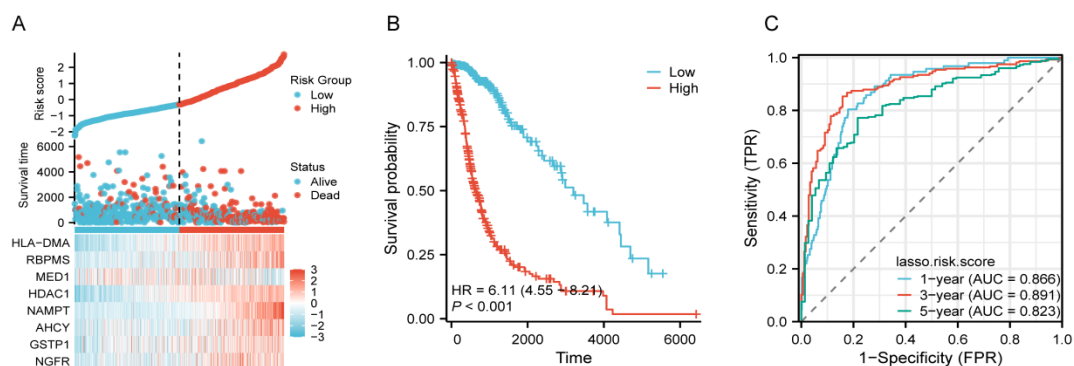 A
Risk score
2
1
0
−1
−2
Risk Group
Low
High
Survival time
6000
4000
2000
0
Status
Alive
Dead
HLA−DMA
RBPMS
MED1
HDAC1
NAMPT
AHCY
GSTP1
NGFR
3
2
1
0
−1
−2
−3
B
Survival probability
1.00
0.75
0.50
0.25
0.00
Low
High
HR = 6.11 (4.55 − 8.21)
P < 0.001
0 2000 4000 6000
Time
C
Sensitivity (TPR)
1.0
0.8
0.6
0.4
0.2
0.0
lasso.risk.score
1−year (AUC = 0.866)
3−year (AUC = 0.891)
5−year (AUC = 0.823)
0.0 0.2 0.4 0.6 0.8 1.0
1−Specificity (FPR)